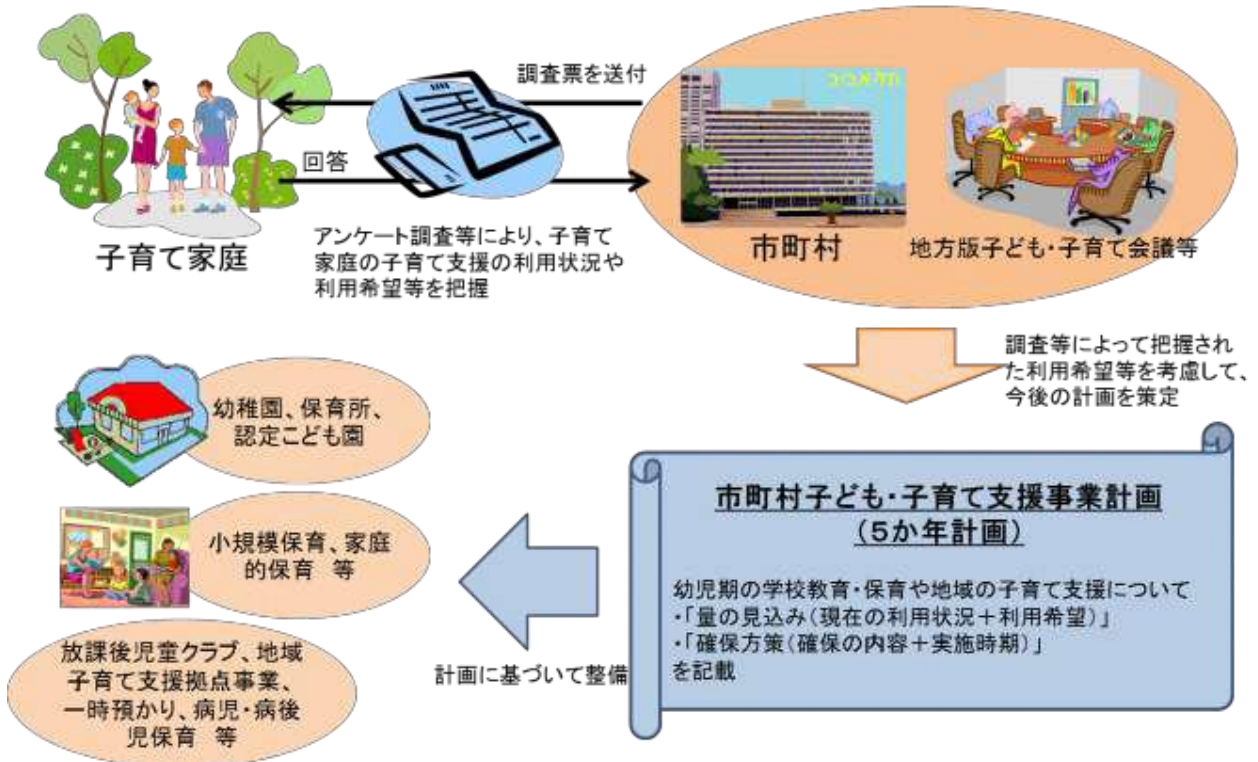 調査票を送付
回答
子育て家庭
アンケート調査等により、子育て
家庭の子育て支援の利用状況や
利用希望等を把握
市町村
地方版子ども・子育て会議等
調査等によって把握され
た利用希望等を考慮して、
今後の計画を策定
市町村子ども・子育て支援事業計画
(5か年計画)
幼児期の学校教育・保育や地域の子育て支援について
・「量の見込み(現在の利用状況+利用希望)」
・「確保方策(確保の内容+実施時期)」
を記載
計画に基づいて整備
幼稚園、保育所、
認定こども園
小規模保育、家庭
的保育 等
放課後児童クラブ、地域
子育て支援拠点事業、
一時預かり、病児・病後
児保育 等